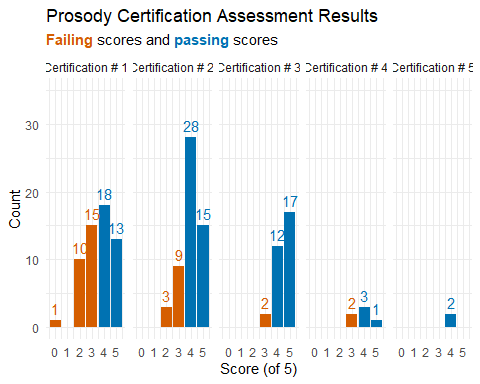 Prosody Certification Assessment Results
Failing scores and passing scores
Certification # 1 Certification # 2 Certification # 3 Certification # 4 Certification # 5
Count
30
20
10
0
1 10 15 18 13
3 9 28 15
2 12 17
2 3 1
2
0 1 2 3 4 5 0 1 2 3 4 5 0 1 2 3 4 5 0 1 2 3 4 5 0 1 2 3 4 5
Score (of 5)